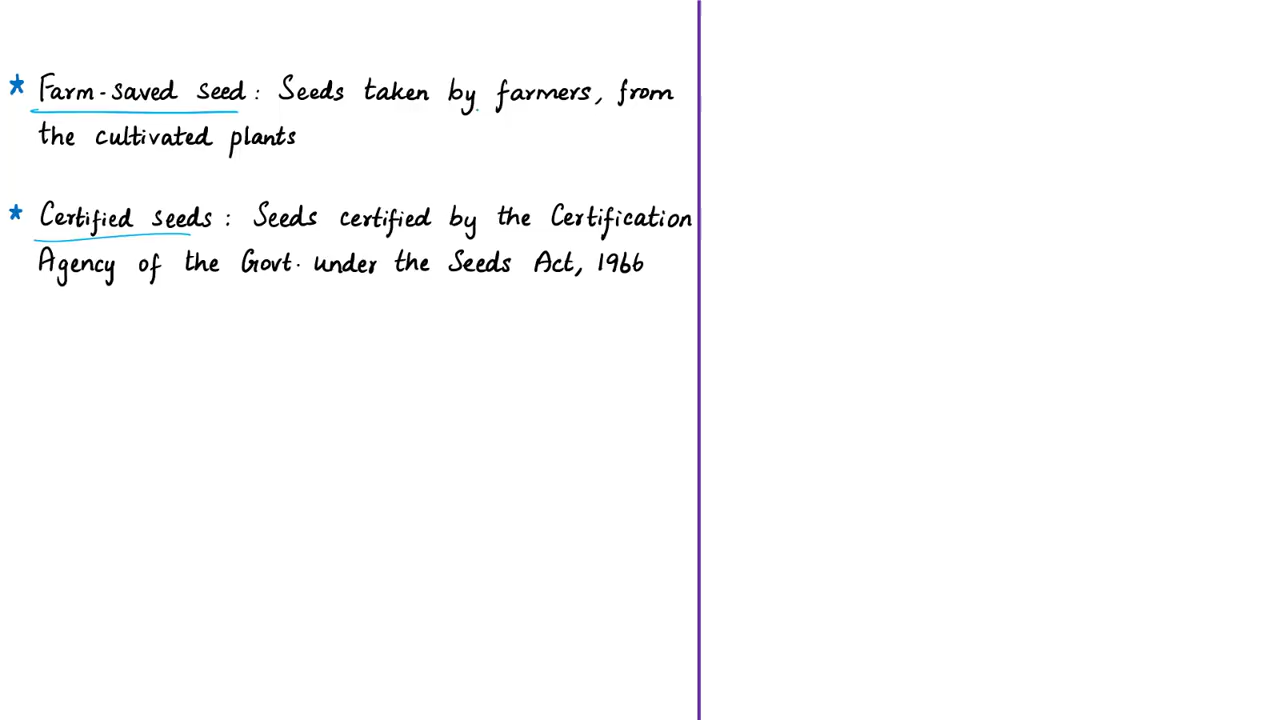 * Farm-saved seed : Seeds taken by farmers, from
the cultivated plants
* Certified seeds : Seeds certified by the Certification
Agency of the Govt. under the Seeds Act, 1966